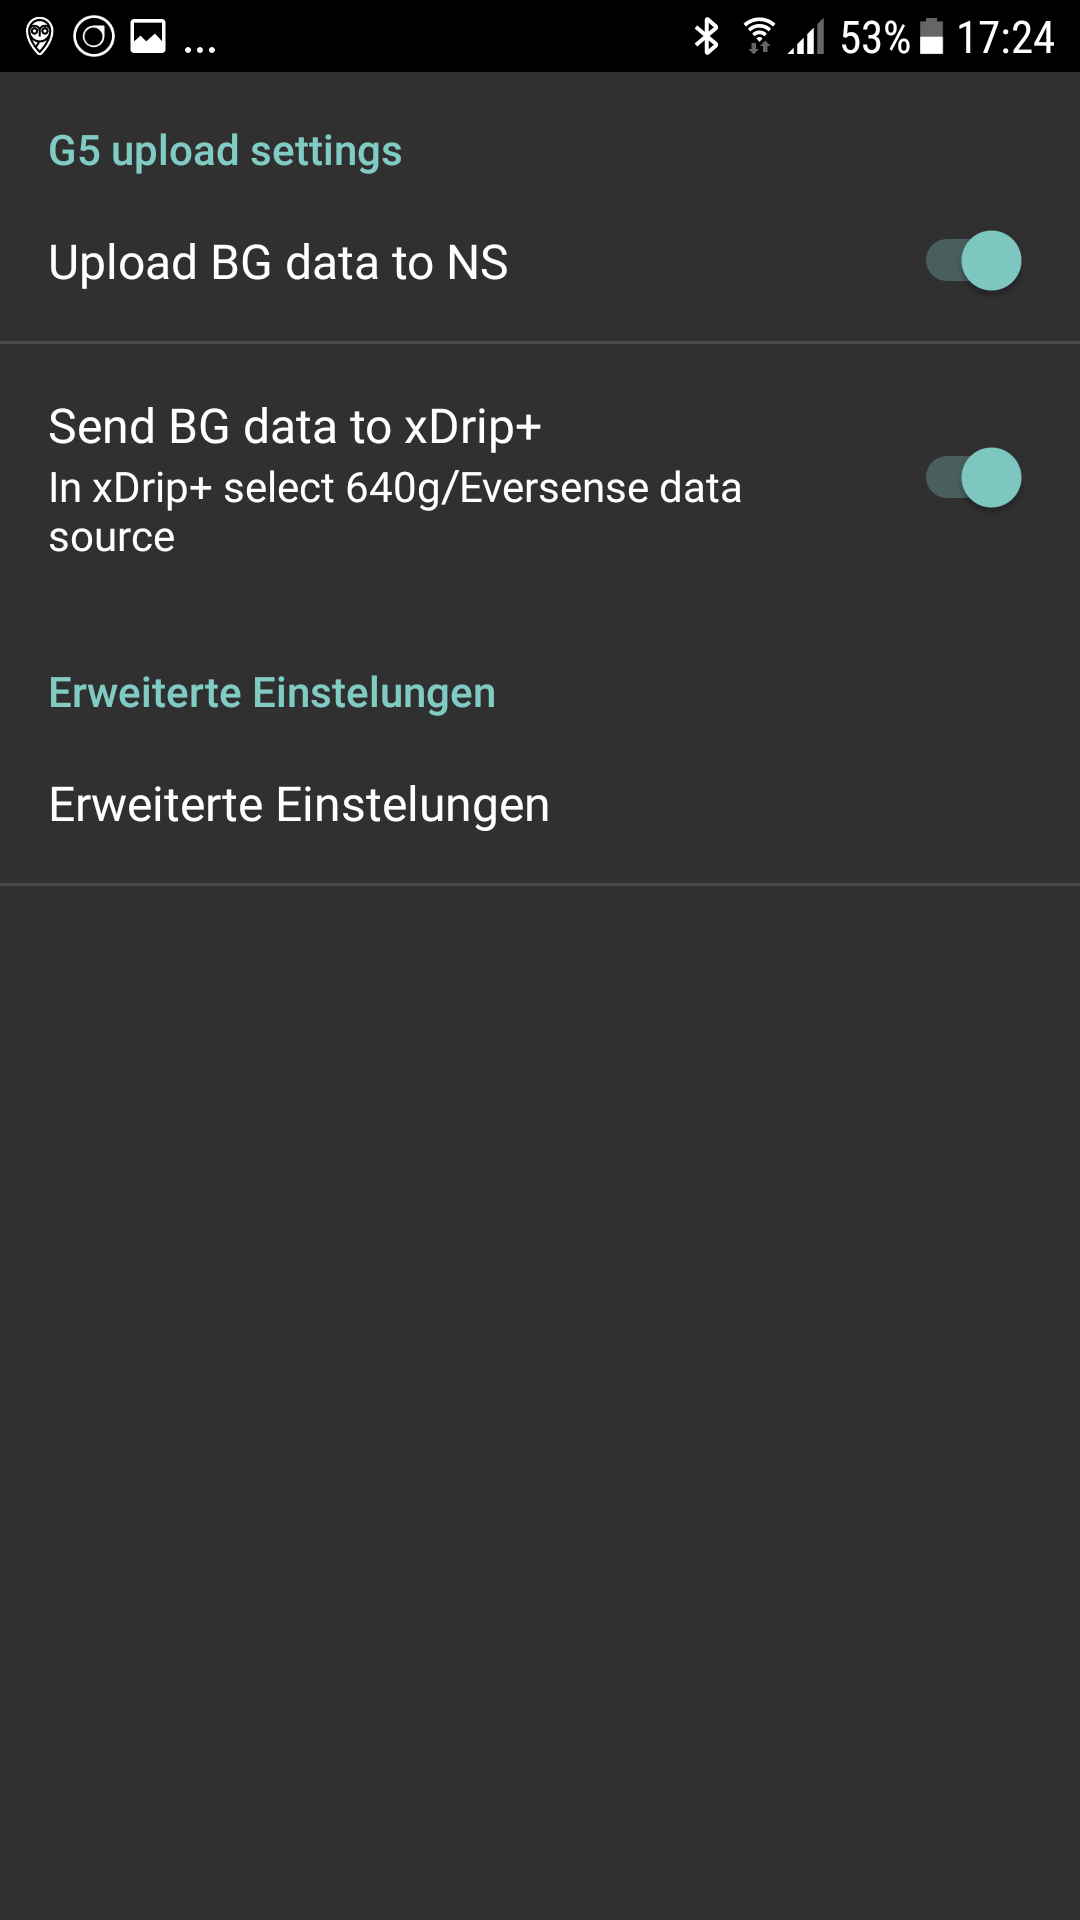 ... 53% 17:24
G5 upload settings
Upload BG data to NS
Send BG data to xDrip+
In xDrip+ select 640g/Eversense data
source
Erweiterte Einstelungen
Erweiterte Einstelungen